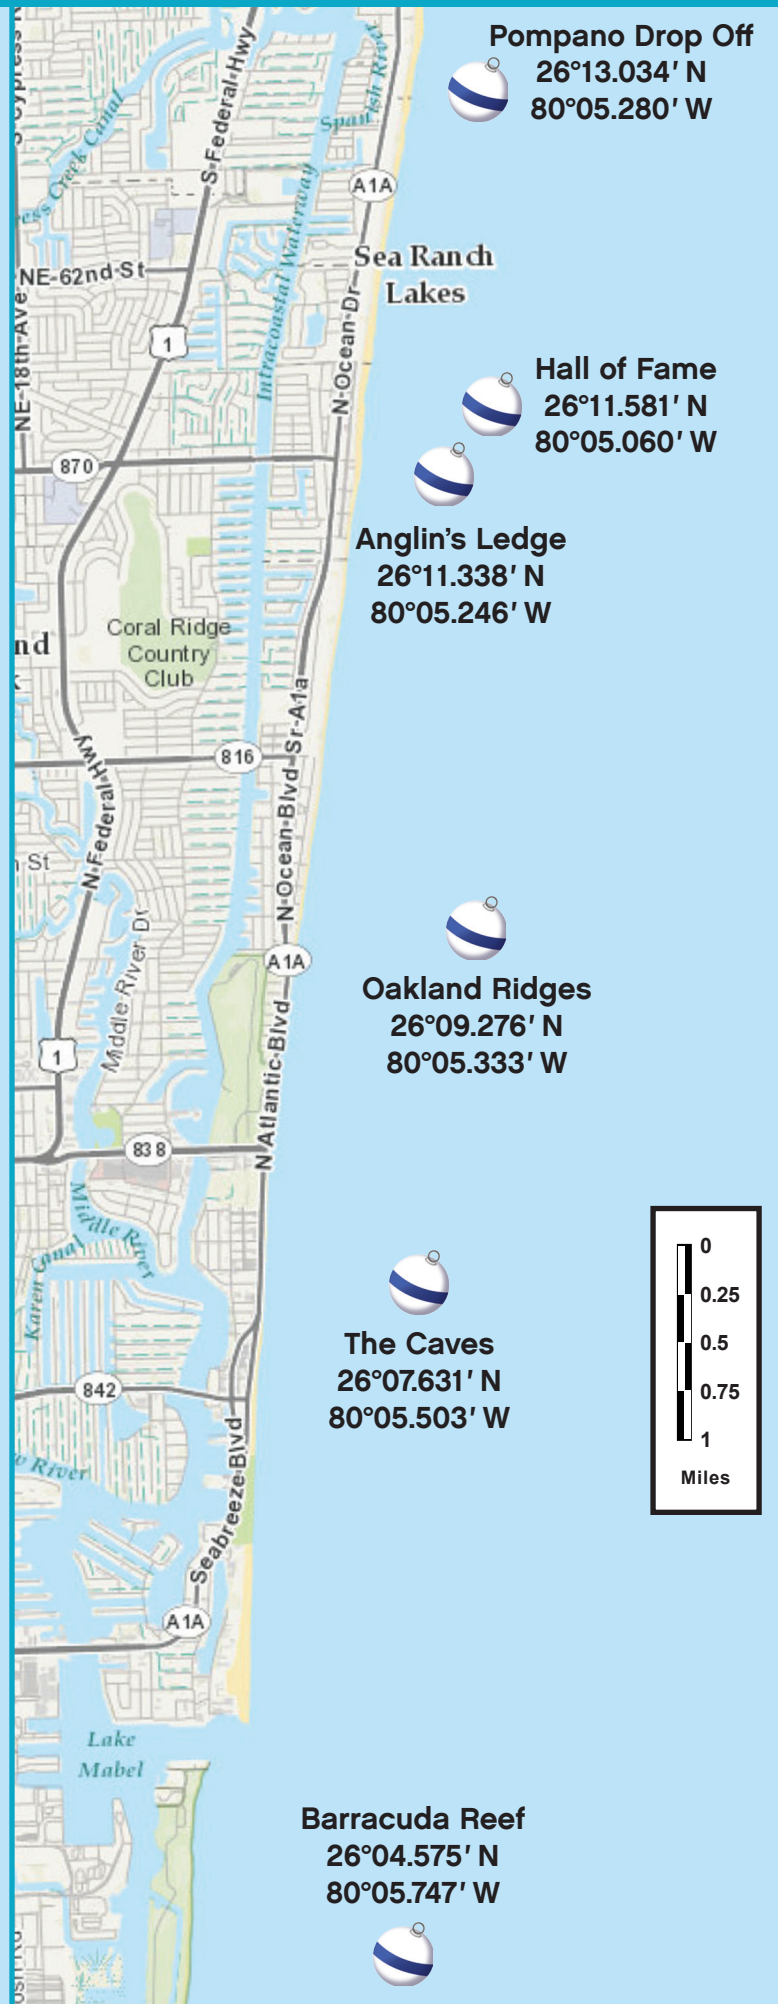 Pompano Drop Off
26°13.034′ N
80°05.280′ W
S-Federal-Hwy
Spanish River
ess Creek Canal
A1A
Intracoastal Waterway
Sea Ranch
Lakes
NE-62nd-St
NE-18th-Ave
1
N-Ocean-Dr
Hall of Fame
26°11.581′ N
80°05.060′ W
870
Anglin's Ledge
26°11.338′ N
80°05.246′ W
Coral Ridge
Country
Club
nd
k
816
N-Ocean-Blvd-Sr-A1a
N-Federal-Hwy
St
Middle River Dr
A1A
Oakland Ridges
26°09.276′ N
80°05.333′ W
1
N Atlantic-Blvd
838
Middle River
Karen Canal
The Caves
26°07.631′ N
80°05.503′ W
0
0.25
0.5
0.75
1
Miles
842
w River
Seabreeze-Blvd
A1A
Lake
Mabel
Barracuda Reef
26°04.575′ N
80°05.747′ W